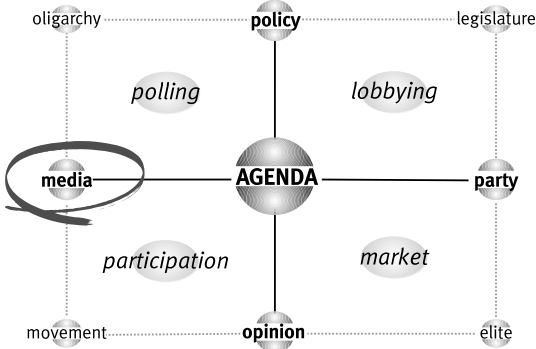 oligarchy policy legislature
polling lobbying
media AGENDA party
participation market
movement opinion elite